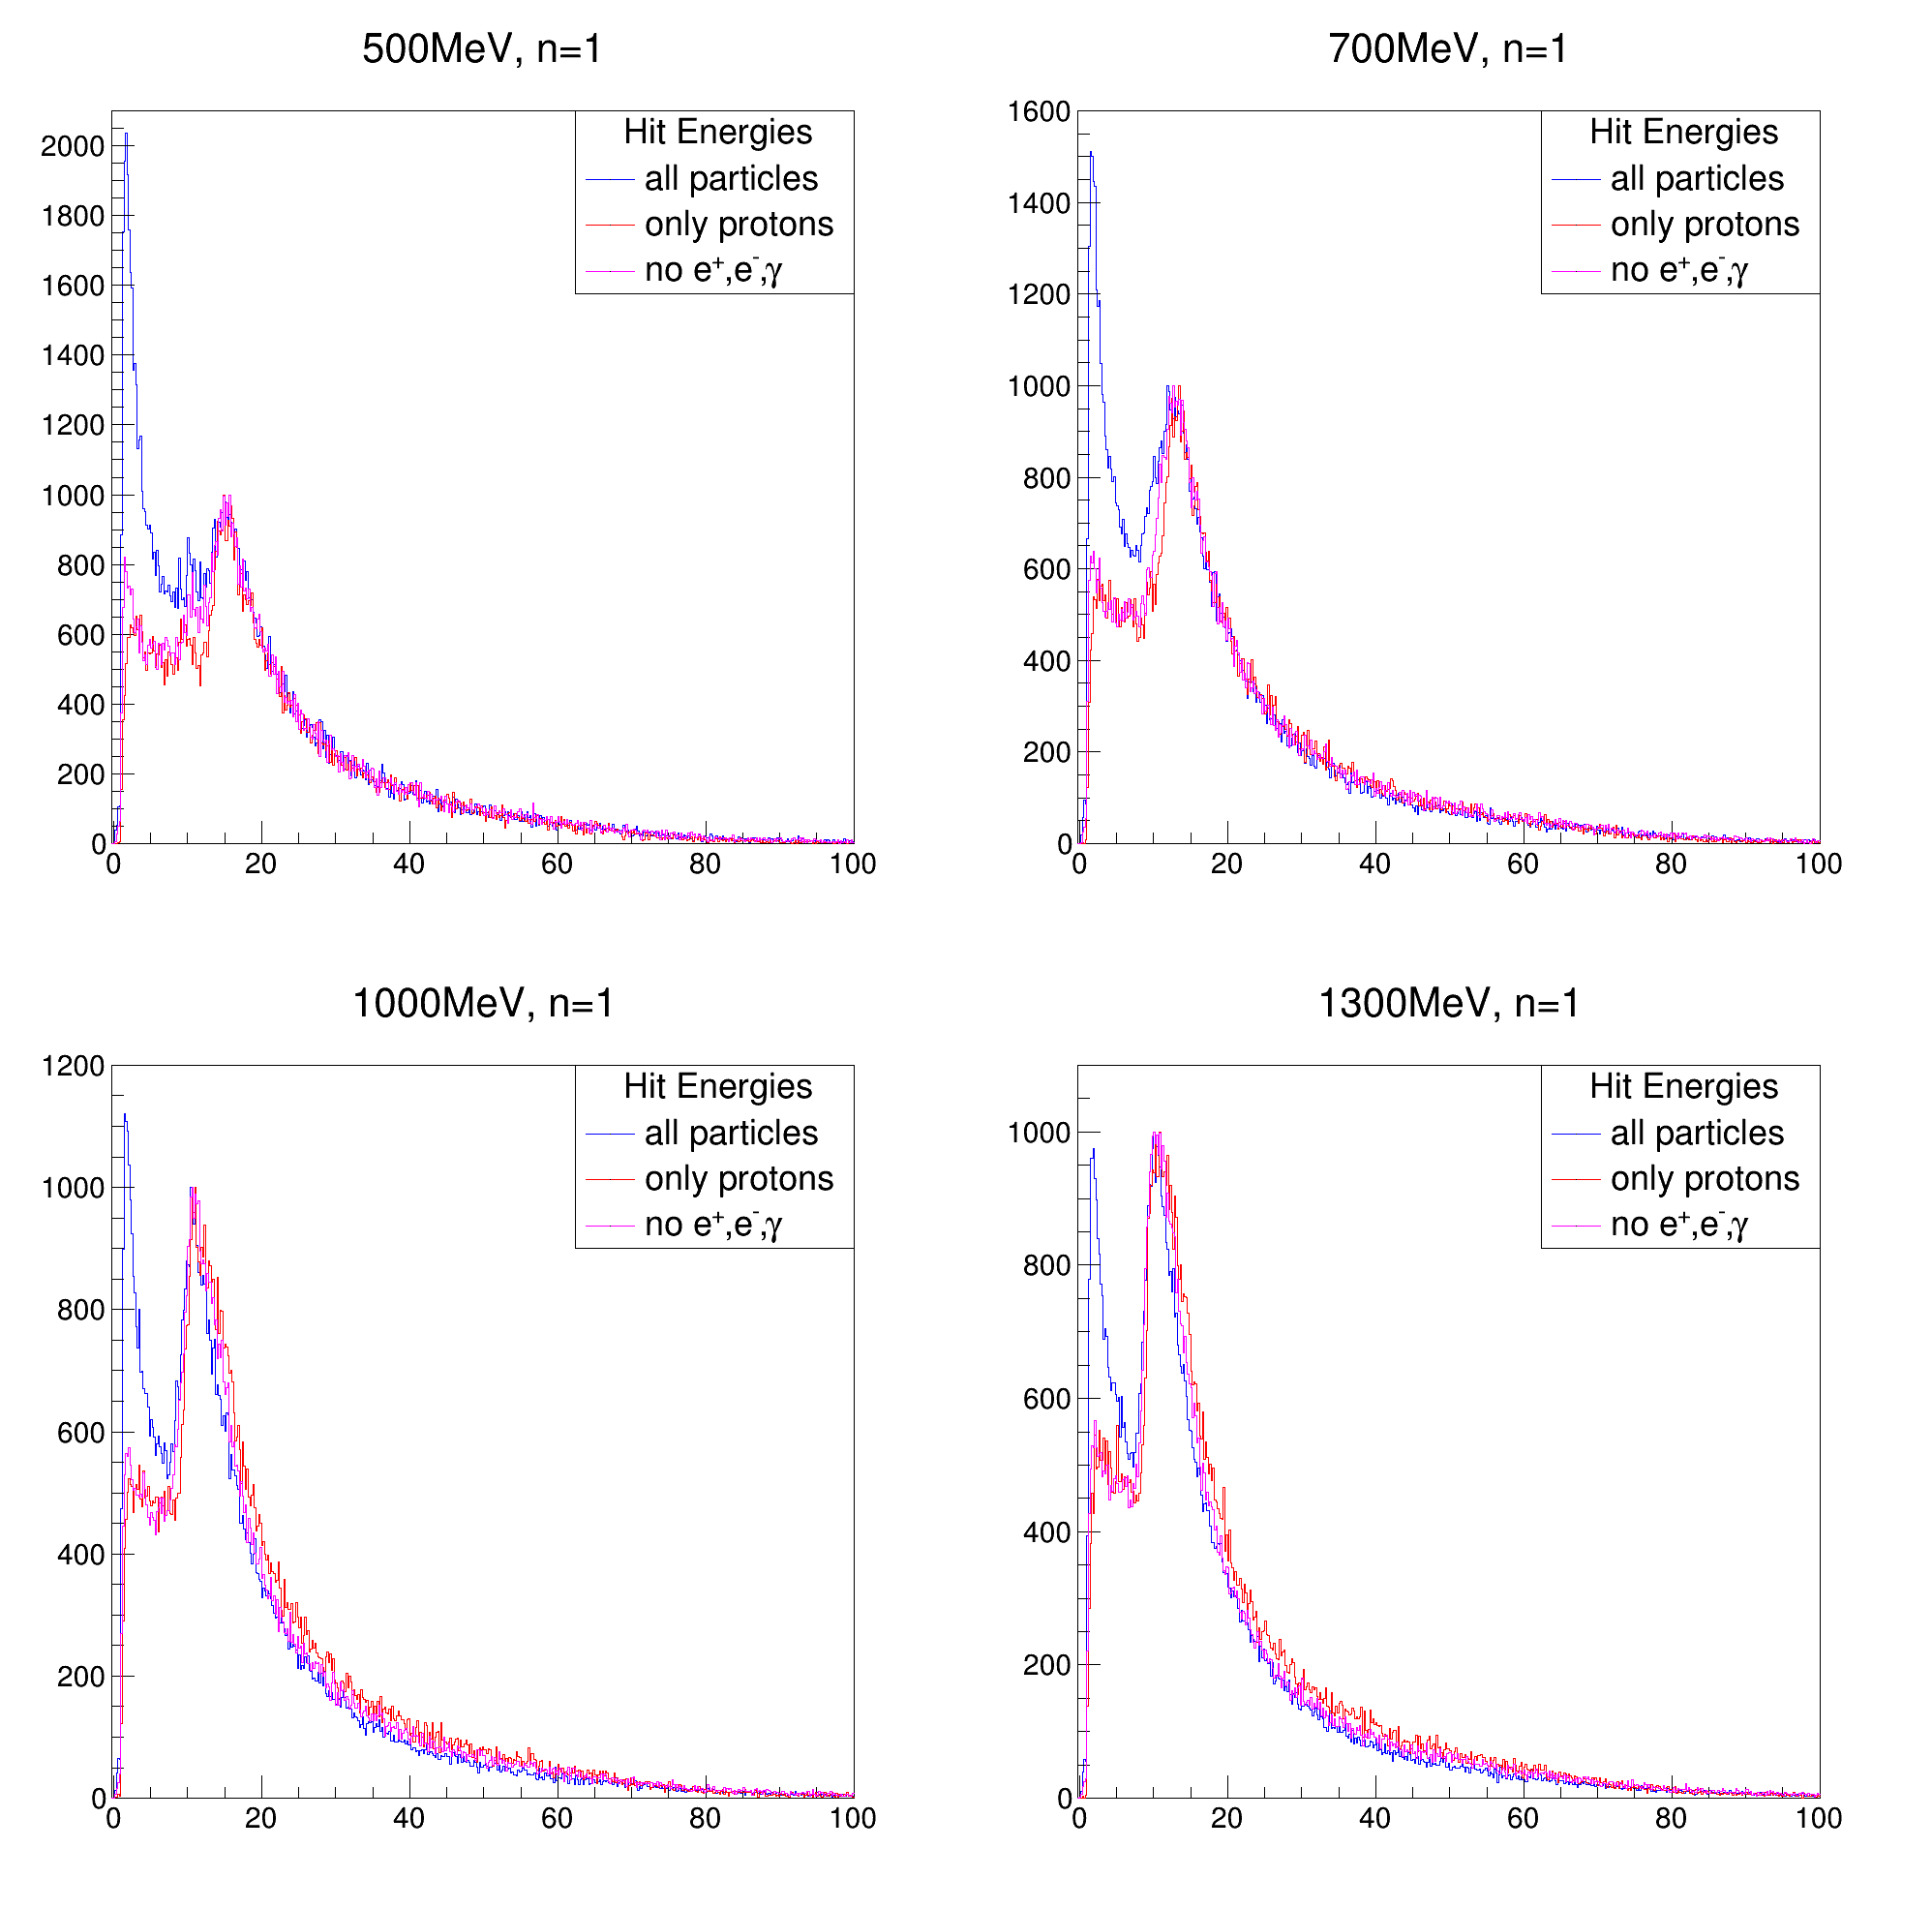 500MeV, n=1
Hit Energies
all particles
only protons
no e⁺,e⁻,γ
2000
1800
1600
1400
1200
1000
800
600
400
200
0
0 20 40 60 80 100
700MeV, n=1
Hit Energies
all particles
only protons
no e⁺,e⁻,γ
1600
1400
1200
1000
800
600
400
200
0
0 20 40 60 80 100
1000MeV, n=1
Hit Energies
all particles
only protons
no e⁺,e⁻,γ
1200
1000
800
600
400
200
0
0 20 40 60 80 100
1300MeV, n=1
Hit Energies
all particles
only protons
no e⁺,e⁻,γ
1000
800
600
400
200
0
0 20 40 60 80 100